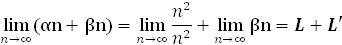 lim_{n→∞} (αn + βn) = lim_{n→∞} n²/n² + lim_{n→∞} βn = L + L′